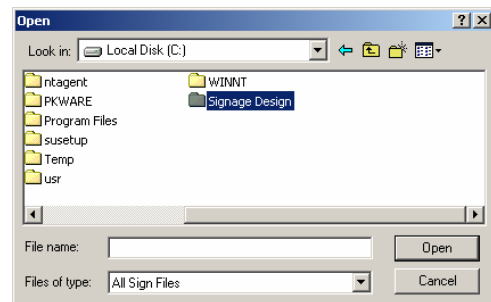 Open
Look in: Local Disk (C:)
ntagent
PKWARE
Program Files
susetup
Temp
usr
WINNT
Signage Design
File name:
Open
Files of type: All Sign Files
Cancel